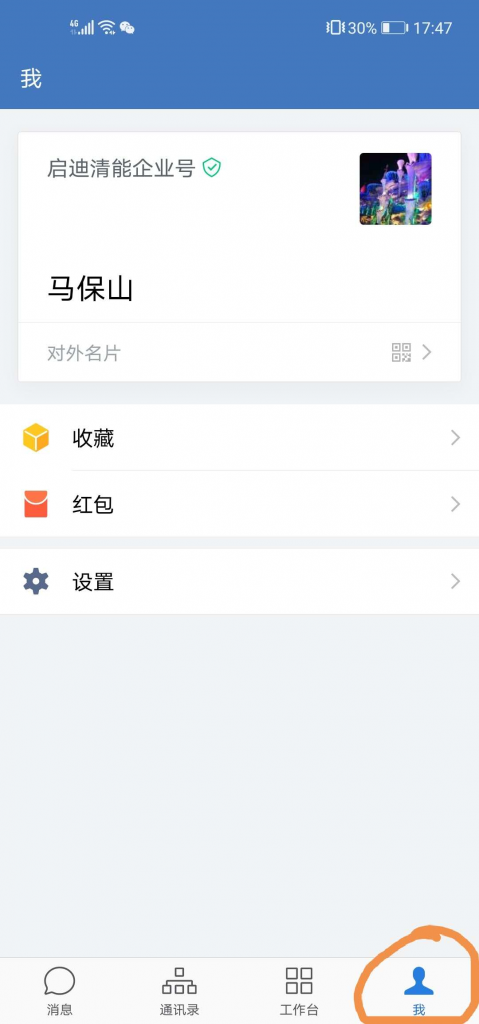 4G 30% 17:47
我
启迪清能企业号
马保山
对外名片
收藏
红包
设置
消息 通讯录 工作台 我